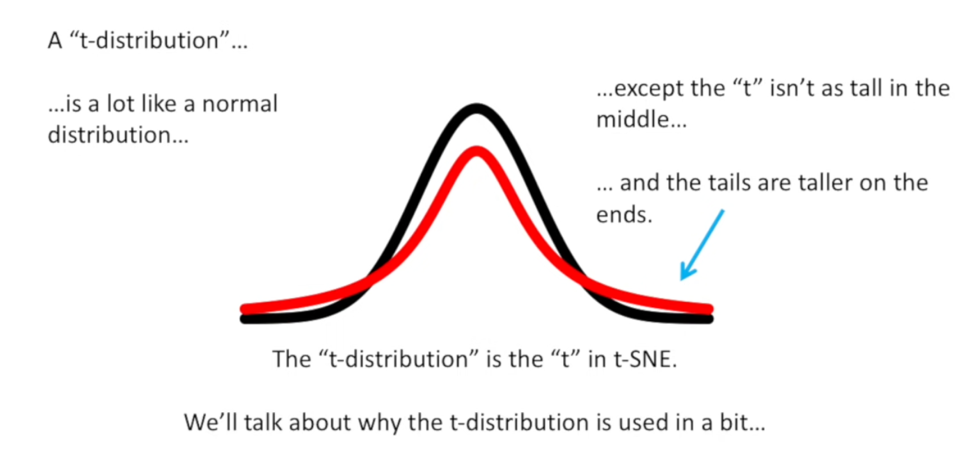 A “t-distribution”...
...is a lot like a normal
distribution...
...except the “t” isn’t as tall in the
middle...
... and the tails are taller on the
ends.
The “t-distribution” is the “t” in t-SNE.
We’ll talk about why the t-distribution is used in a bit...